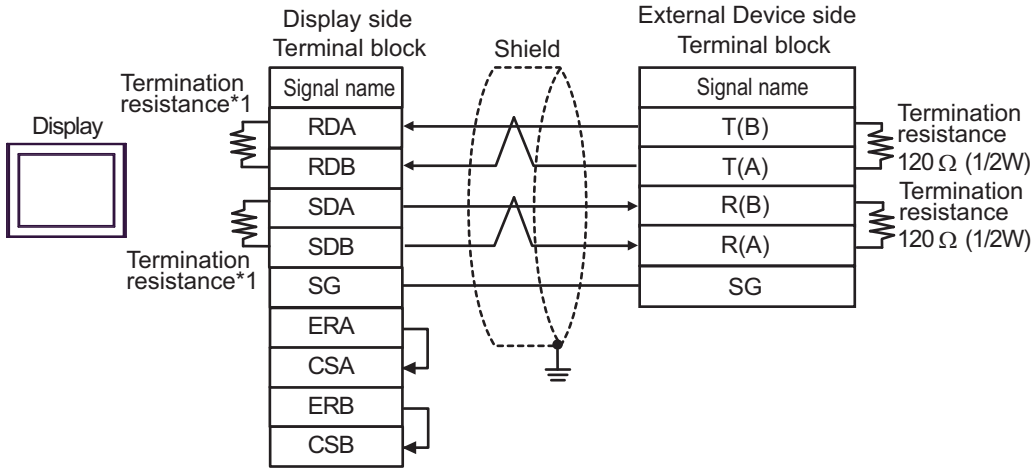 Display side
Terminal block
External Device side
Terminal block
Shield
Termination
resistance*1
Display
Signal name
RDA
RDB
SDA
SDB
SG
ERA
CSA
ERB
CSB
Termination
resistance*1
Signal name
T(B)
T(A)
R(B)
R(A)
SG
Termination
resistance
120 Ω (1/2W)
Termination
resistance
120 Ω (1/2W)